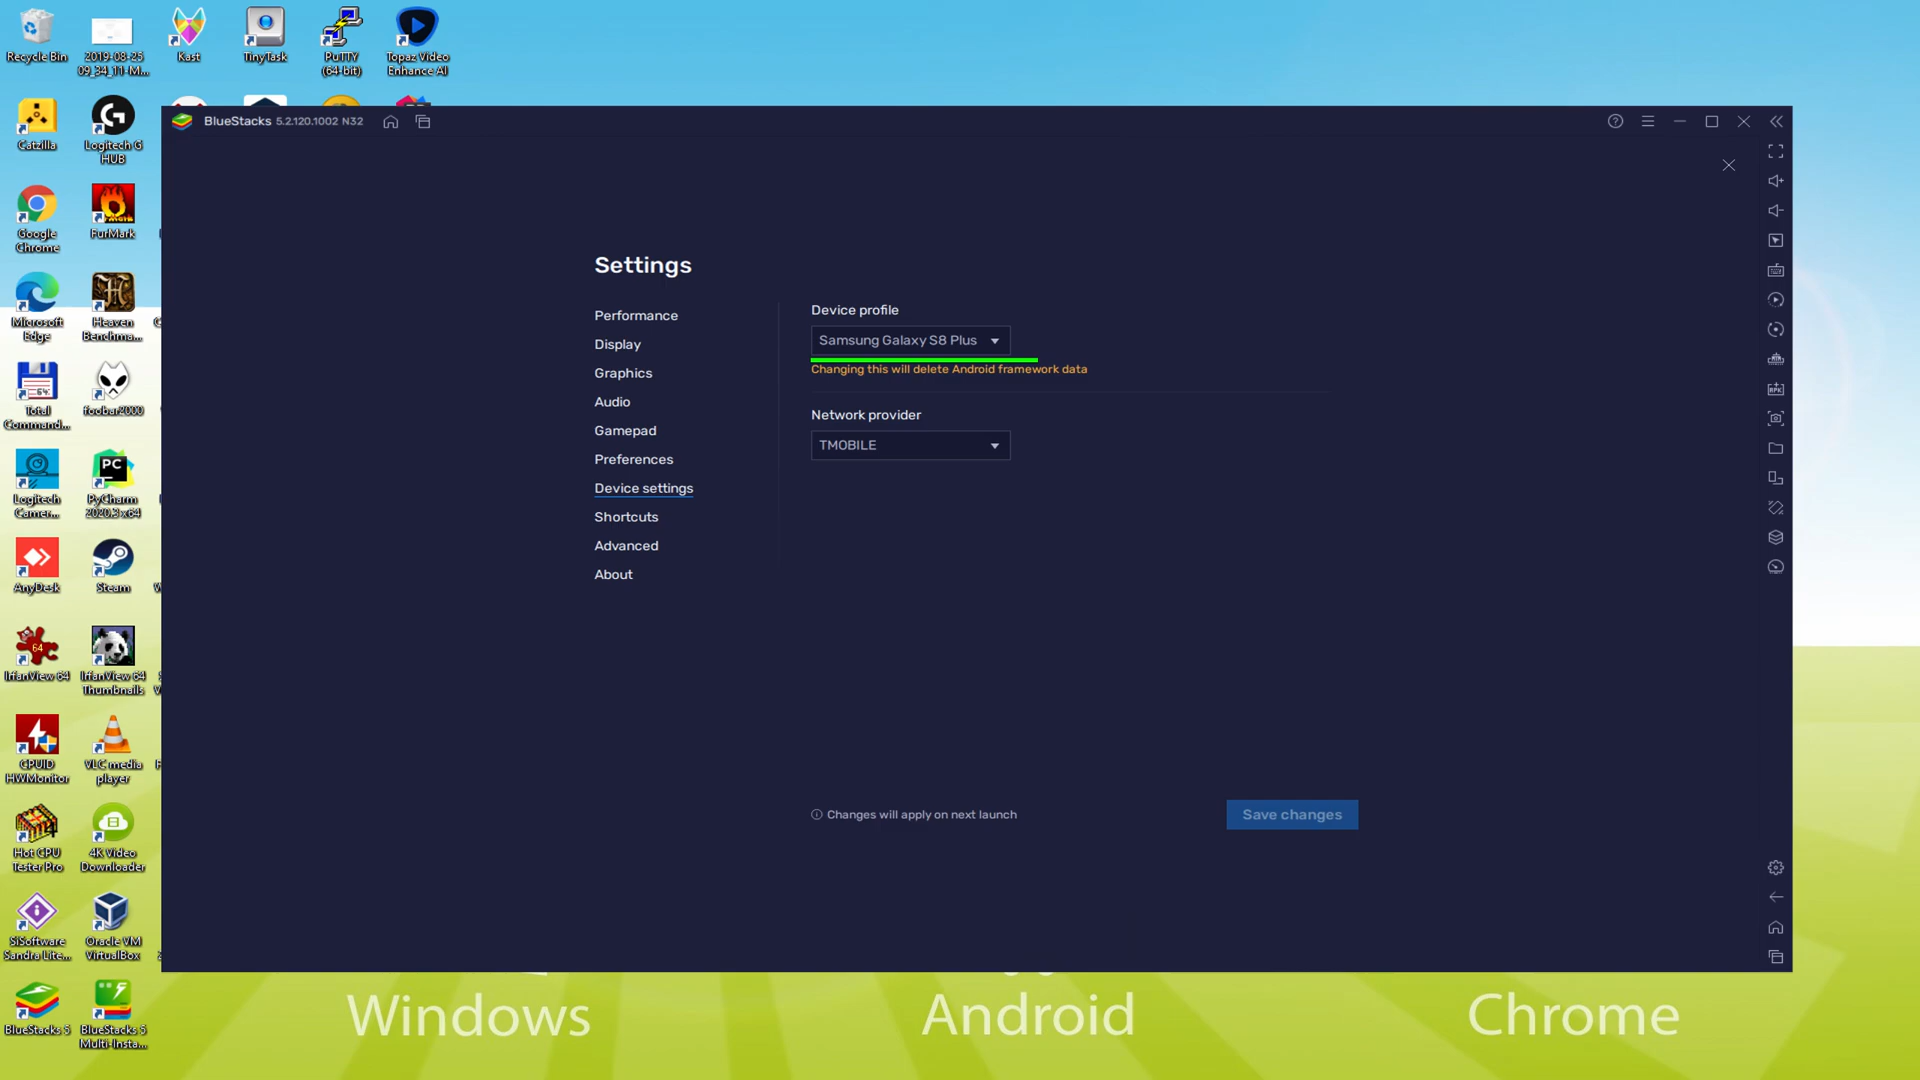 Recycle Bin
2019-08-25
09_34_11-M...
Kast
TinyTask
PuTTY
(64-bit)
Topaz Video
Enhance AI
Catzilla
Logitech G
HUB
BlueStacks 5.2.120.1002 N32
Google
Chrome
FurMark
Microsoft
Edge
Heaven
Benchma...
Total
Command...
foobar2000
Logitech
Camer...
PyCharm
2020.3 x64
AnyDesk
Steam
IrfanView 64
IrfanView 64
Thumbnails
CPUID
HWMonitor
VLC media
player
Hot CPU
Tester Pro
4K Video
Downloader
SiSoftware
Sandra Lite...
Oracle VM
VirtualBox
BlueStacks 5
BlueStacks 5
Multi-Insta...
Settings
Performance
Display
Graphics
Audio
Gamepad
Preferences
Device settings
Shortcuts
Advanced
About
Device profile
Samsung Galaxy S8 Plus
Changing this will delete Android framework data
Network provider
TMOBILE
Changes will apply on next launch
Save changes
Windows
Android
Chrome